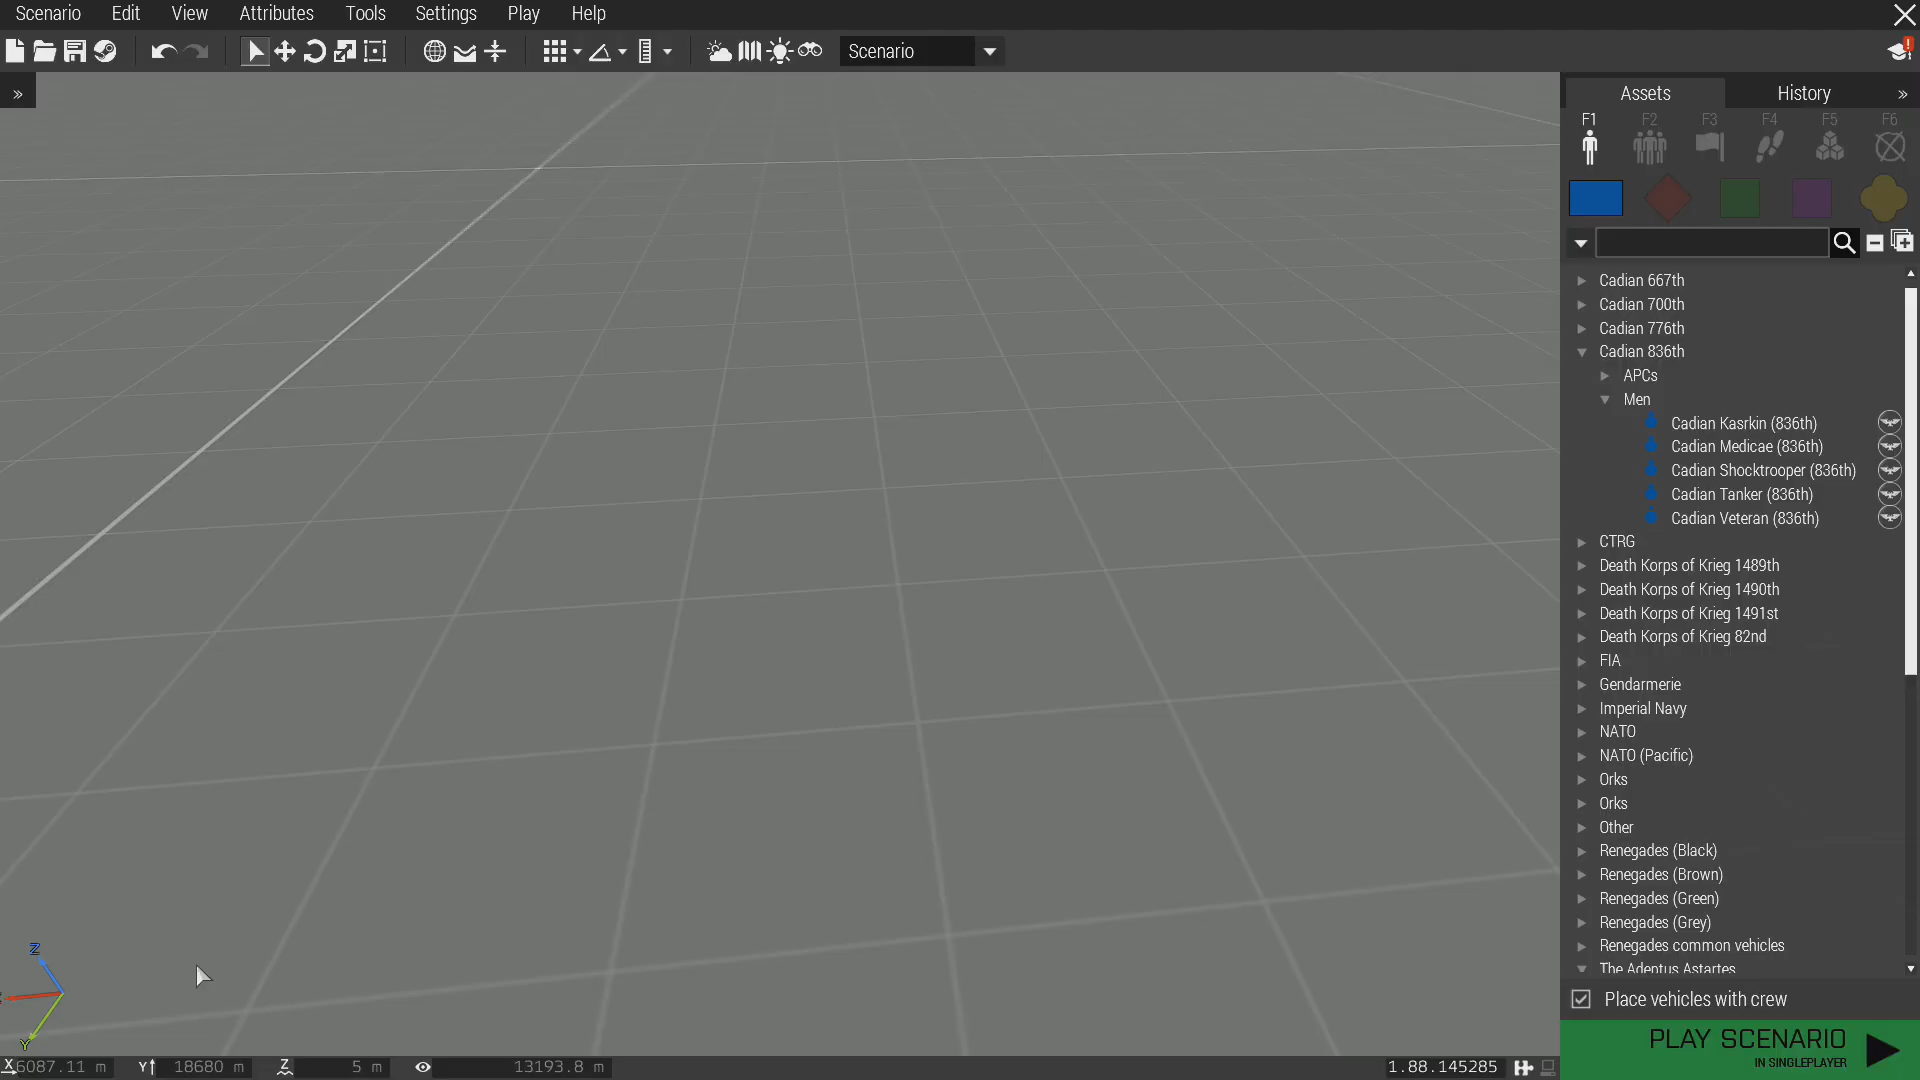 Scenario Edit View Attributes Tools Settings Play Help
Scenario
»
Assets History »
F1 F2 F3 F4 F5 F6
Cadian 667th
Cadian 700th
Cadian 776th
Cadian 836th
APCs
Men
Cadian Kasrkin (836th)
Cadian Medicae (836th)
Cadian Shocktrooper (836th)
Cadian Tanker (836th)
Cadian Veteran (836th)
CTRG
Death Korps of Krieg 1489th
Death Korps of Krieg 1490th
Death Korps of Krieg 1491st
Death Korps of Krieg 82nd
FIA
Gendarmerie
Imperial Navy
NATO
NATO (Pacific)
Orks
Orks
Other
Renegades (Black)
Renegades (Brown)
Renegades (Green)
Renegades (Grey)
Renegades common vehicles
The Adeptus Astartes
Place vehicles with crew
PLAY SCENARIO
IN SINGLEPLAYER
Z
Y
X 6087.11 m Y 18680 m Z 5 m 13193.8 m 1.88.145285